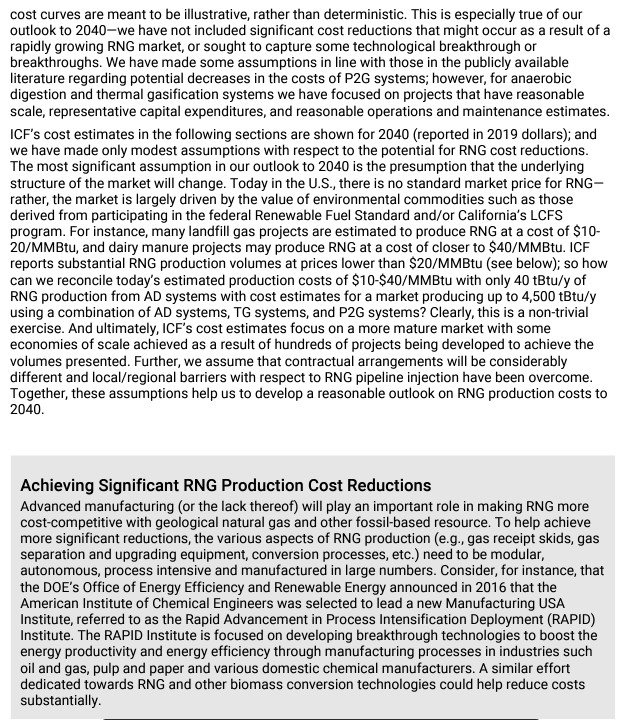 cost curves are meant to be illustrative, rather than deterministic. This is especially true of our
outlook to 2040—we have not included significant cost reductions that might occur as a result of a
rapidly growing RNG market, or sought to capture some technological breakthrough or
breakthroughs. We have made some assumptions in line with those in the publicly available
literature regarding potential decreases in the costs of P2G systems; however, for anaerobic
digestion and thermal gasification systems we have focused on projects that have reasonable
scale, representative capital expenditures, and reasonable operations and maintenance estimates.
ICF's cost estimates in the following sections are shown for 2040 (reported in 2019 dollars); and
we have made only modest assumptions with respect to the potential for RNG cost reductions.
The most significant assumption in our outlook to 2040 is the presumption that the underlying
structure of the market will change. Today in the U.S., there is no standard market price for RNG—
rather, the market is largely driven by the value of environmental commodities such as those
derived from participating in the federal Renewable Fuel Standard and/or California's LCFS
program. For instance, many landfill gas projects are estimated to produce RNG at a cost of $10-
20/MMBtu, and dairy manure projects may produce RNG at a cost of closer to $40/MMBtu. ICF
reports substantial RNG production volumes at prices lower than $20/MMBtu (see below); so how
can we reconcile today's estimated production costs of $10-$40/MMBtu with only 40 tBtu/y of
RNG production from AD systems with cost estimates for a market producing up to 4,500 tBtu/y
using a combination of AD systems, TG systems, and P2G systems? Clearly, this is a non-trivial
exercise. And ultimately, ICF's cost estimates focus on a more mature market with some
economies of scale achieved as a result of hundreds of projects being developed to achieve the
volumes presented. Further, we assume that contractual arrangements will be considerably
different and local/regional barriers with respect to RNG pipeline injection have been overcome.
Together, these assumptions help us to develop a reasonable outlook on RNG production costs to
2040.
Achieving Significant RNG Production Cost Reductions
Advanced manufacturing (or the lack thereof) will play an important role in making RNG more
cost-competitive with geological natural gas and other fossil-based resource. To help achieve
more significant reductions, the various aspects of RNG production (e.g., gas receipt skids, gas
separation and upgrading equipment, conversion processes, etc.) need to be modular,
autonomous, process intensive and manufactured in large numbers. Consider, for instance, that
the DOE's Office of Energy Efficiency and Renewable Energy announced in 2016 that the
American Institute of Chemical Engineers was selected to lead a new Manufacturing USA
Institute, referred to as the Rapid Advancement in Process Intensification Deployment (RAPID)
Institute. The RAPID Institute is focused on developing breakthrough technologies to boost the
energy productivity and energy efficiency through manufacturing processes in industries such
oil and gas, pulp and paper and various domestic chemical manufacturers. A similar effort
dedicated towards RNG and other biomass conversion technologies could help reduce costs
substantially.